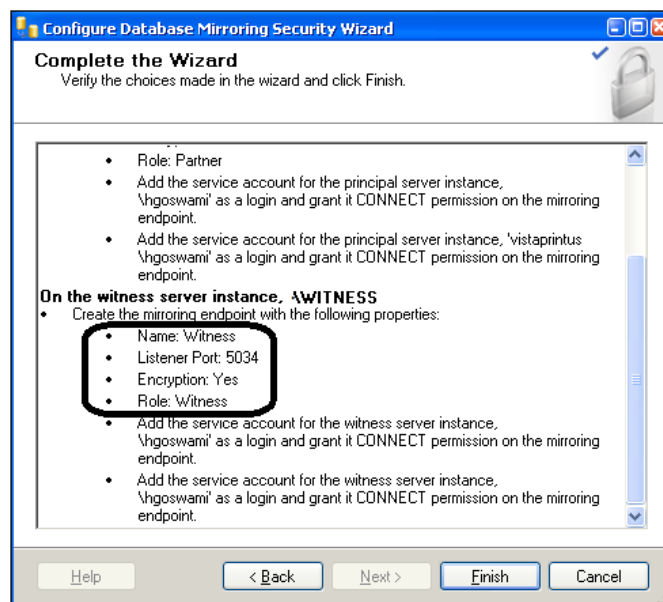 Configure Database Mirroring Security Wizard
Complete the Wizard
Verify the choices made in the wizard and click Finish.
• Role: Partner
• Add the service account for the principal server instance,
\hgoswami' as a login and grant it CONNECT permission on the mirroring
endpoint.
• Add the service account for the principal server instance, 'vistaprintus
\hgoswami' as a login and grant it CONNECT permission on the mirroring
endpoint.
On the witness server instance, \WITNESS
• Create the mirroring endpoint with the following properties:
• Name: Witness
• Listener Port: 5034
• Encryption: Yes
• Role: Witness
• Add the service account for the witness server instance,
\hgoswami' as a login and grant it CONNECT permission on the mirroring
endpoint.
• Add the service account for the witness server instance,
\hgoswami' as a login and grant it CONNECT permission on the mirroring
endpoint.
Help < Back Next > Finish Cancel